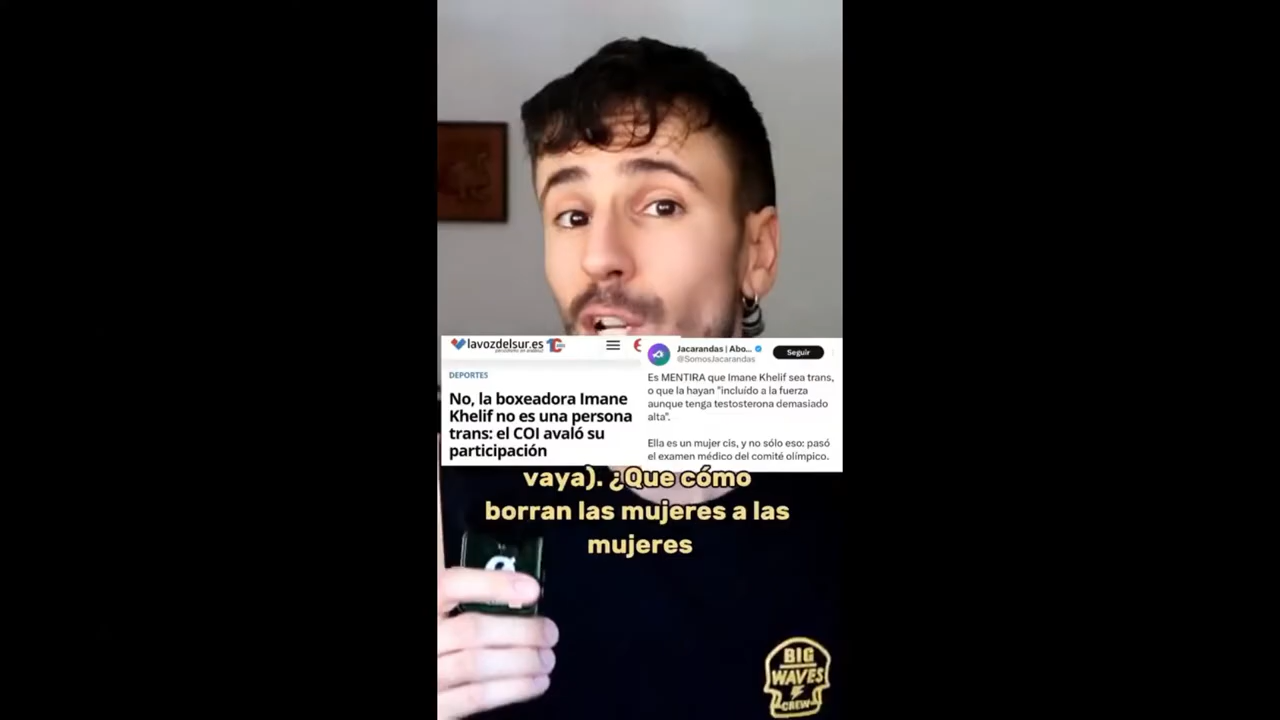 lavozdelsur.es
DEPORTES
No, la boxeadora Imane
Khelif no es una persona
trans: el COI avaló su
participación
Jacarandas | Abo...
Seguir
@SomosJacarandas
Es MENTIRA que Imane Khelif sea trans,
o que la hayan "incluído a la fuerza
aunque tenga testosterona demasiado
alta".
Ella es un mujer cis, y no sólo eso: pasó
el examen médico del comité olímpico.
vaya). ¿Que cómo
borran las mujeres a las
mujeres
BIG
WAVES
CREW